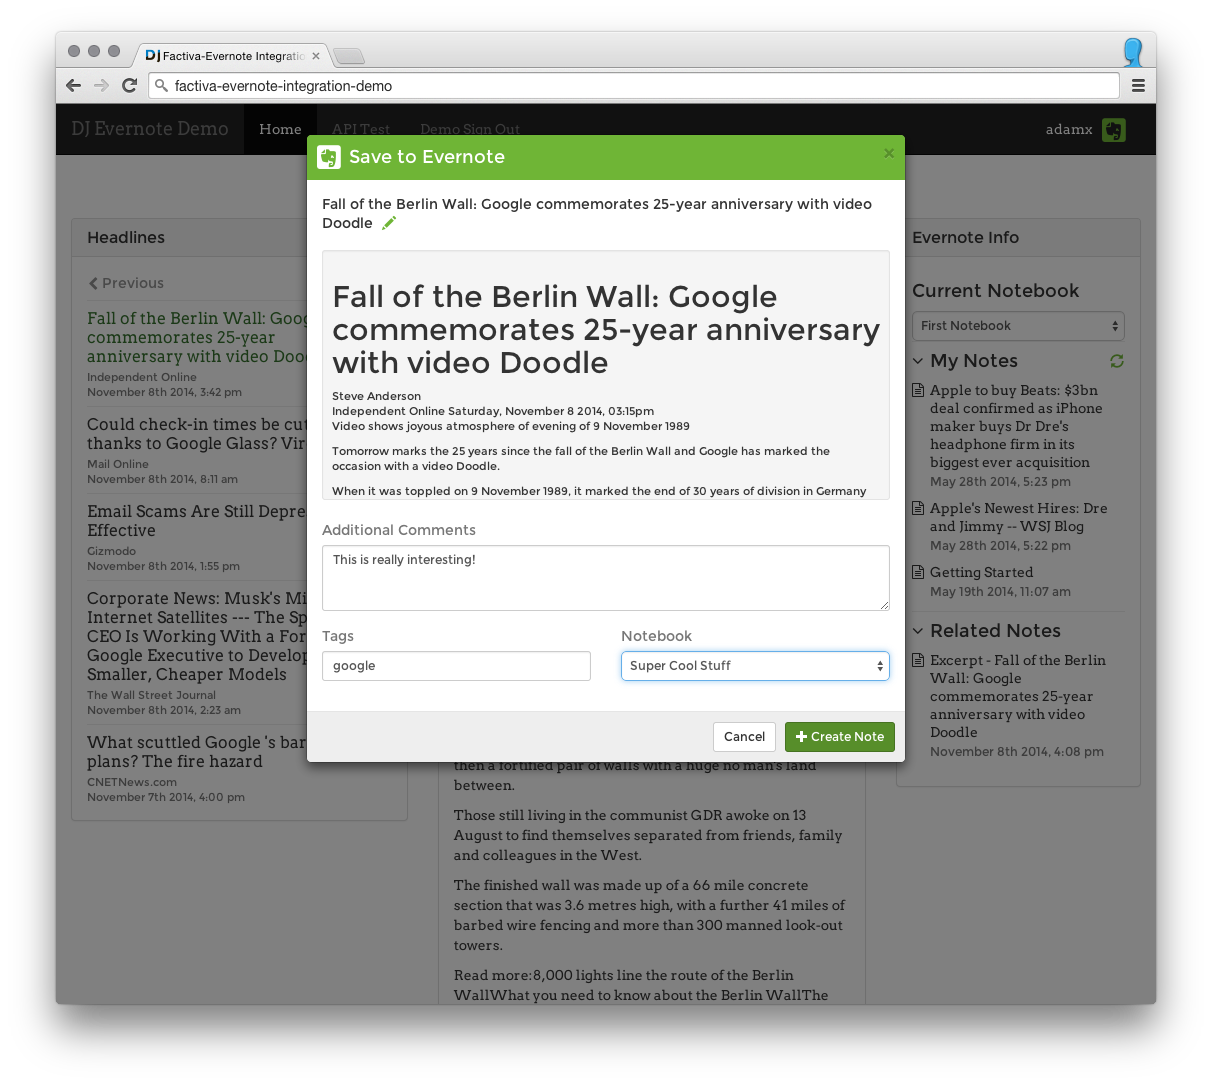 DJ Factiva-Evernote Integratio
factiva-evernote-integration-demo
DJ Evernote Demo
Home
API Test
Demo Sign Out
adamx
Save to Evernote
×
Fall of the Berlin Wall: Google commemorates 25-year anniversary with video
Doodle
Fall of the Berlin Wall: Google
commemorates 25-year anniversary
with video Doodle
Steve Anderson
Independent Online Saturday, November 8 2014, 03:15pm
Video shows joyous atmosphere of evening of 9 November 1989
Tomorrow marks the 25 years since the fall of the Berlin Wall and Google has marked the
occasion with a video Doodle.
When it was toppled on 9 November 1989, it marked the end of 30 years of division in Germany
Additional Comments
This is really interesting!
Tags
google
Notebook
Super Cool Stuff
Cancel
Create Note
Headlines
Previous
Fall of the Berlin Wall: Goog
commemorates 25-year
anniversary with video Doo
Independent Online
November 8th 2014, 3:42 pm
Could check-in times be cu
thanks to Google Glass? Vir
Mail Online
November 8th 2014, 8:11 am
Email Scams Are Still Depre
Effective
Gizmodo
November 8th 2014, 1:55 pm
Corporate News: Musk's Mi
Internet Satellites --- The Sp
CEO Is Working With a For
Google Executive to Develop
Smaller, Cheaper Models
The Wall Street Journal
November 8th 2014, 2:23 am
What scuttled Google 's bar
plans? The fire hazard
CNETNews.com
November 7th 2014, 4:00 pm
then a fortified pair of walls with a huge no man's land
between.
Those still living in the communist GDR awoke on 13
August to find themselves separated from friends, family
and colleagues in the West.
The finished wall was made up of a 66 mile concrete
section that was 3.6 metres high, with a further 41 miles of
barbed wire fencing and more than 300 manned look-out
towers.
Read more:8,000 lights line the route of the Berlin
WallWhat you need to know about the Berlin WallThe
Evernote Info
Current Notebook
First Notebook
My Notes
Apple to buy Beats: $3bn
deal confirmed as iPhone
maker buys Dr Dre's
headphone firm in its
biggest ever acquisition
May 28th 2014, 5:23 pm
Apple's Newest Hires: Dre
and Jimmy -- WSJ Blog
May 28th 2014, 5:22 pm
Getting Started
May 19th 2014, 11:07 am
Related Notes
Excerpt - Fall of the Berlin
Wall: Google
commemorates 25-year
anniversary with video
Doodle
November 8th 2014, 4:08 pm